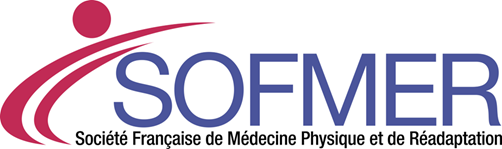 SOFMER
Société Française de Médecine Physique et de Réadaptation